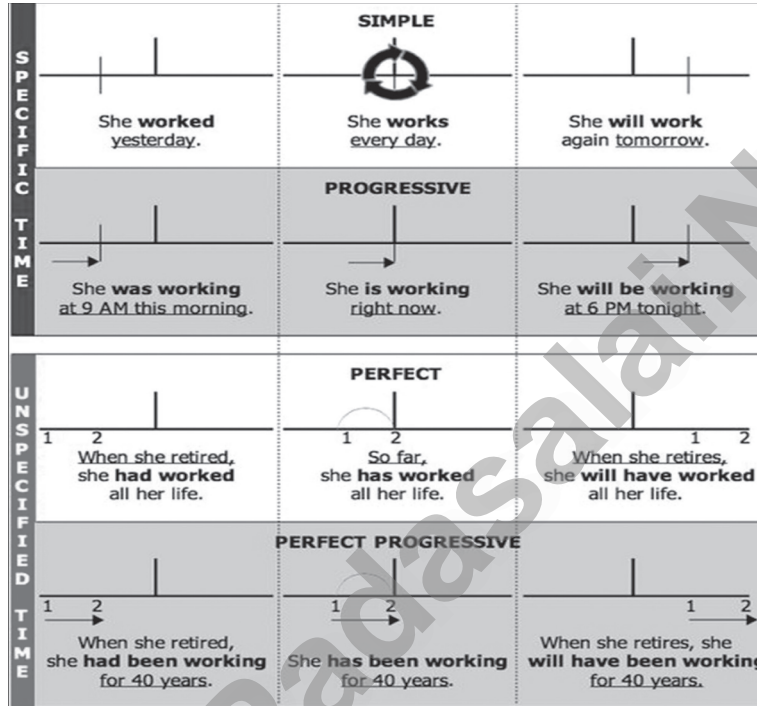 SPECIFIC TIME
SIMPLE
She worked
yesterday.
She works
every day.
She will work
again tomorrow.
PROGRESSIVE
She was working
at 9 AM this morning.
She is working
right now.
She will be working
at 6 PM tonight.
UNSPECIFIED TIME
PERFECT
1 2
When she retired,
she had worked
all her life.
1 2
So far,
she has worked
all her life.
1 2
When she retires,
she will have worked
all her life.
PERFECT PROGRESSIVE
1 2
When she retired,
she had been working
for 40 years.
1 2
She has been working
for 40 years.
1 2
When she retires, she
will have been working
for 40 years.
Padasalai.N